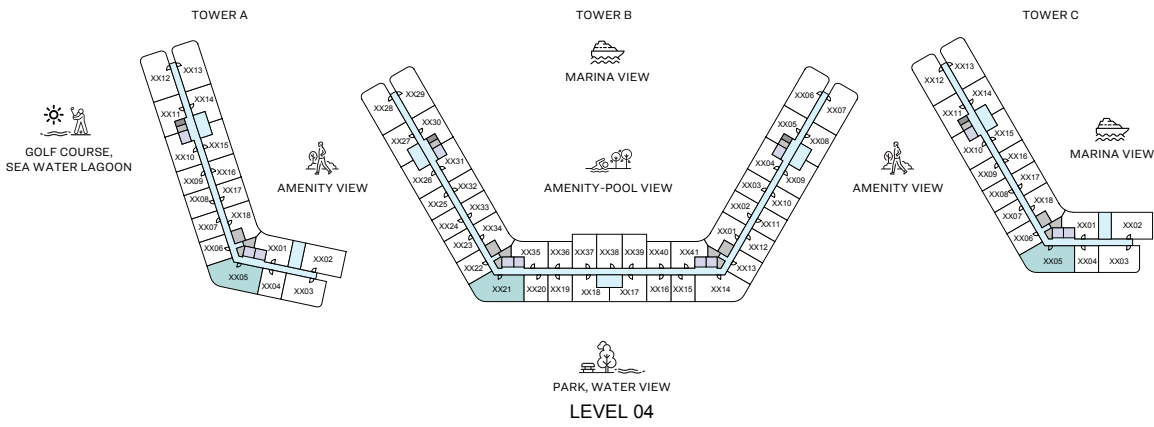 TOWER A
TOWER B
TOWER C
MARINA VIEW
GOLF COURSE,
SEA WATER LAGOON
AMENITY VIEW
AMENITY-POOL VIEW
AMENITY VIEW
MARINA VIEW
XX12
XX13
XX11
XX14
XX10
XX15
XX09
XX16
XX08
XX17
XX07
XX18
XX06
XX01
XX02
XX05
XX04
XX03
XX28
XX29
XX27
XX30
XX26
XX31
XX25
XX32
XX24
XX33
XX23
XX34
XX22
XX35
XX36
XX37
XX38
XX39
XX40
XX41
XX21
XX20
XX19
XX18
XX17
XX16
XX15
XX14
XX06
XX07
XX05
XX08
XX04
XX09
XX03
XX10
XX02
XX11
XX01
XX12
XX13
XX12
XX13
XX11
XX14
XX10
XX15
XX09
XX16
XX08
XX17
XX07
XX18
XX06
XX01
XX02
XX05
XX04
XX03
PARK, WATER VIEW
LEVEL 04